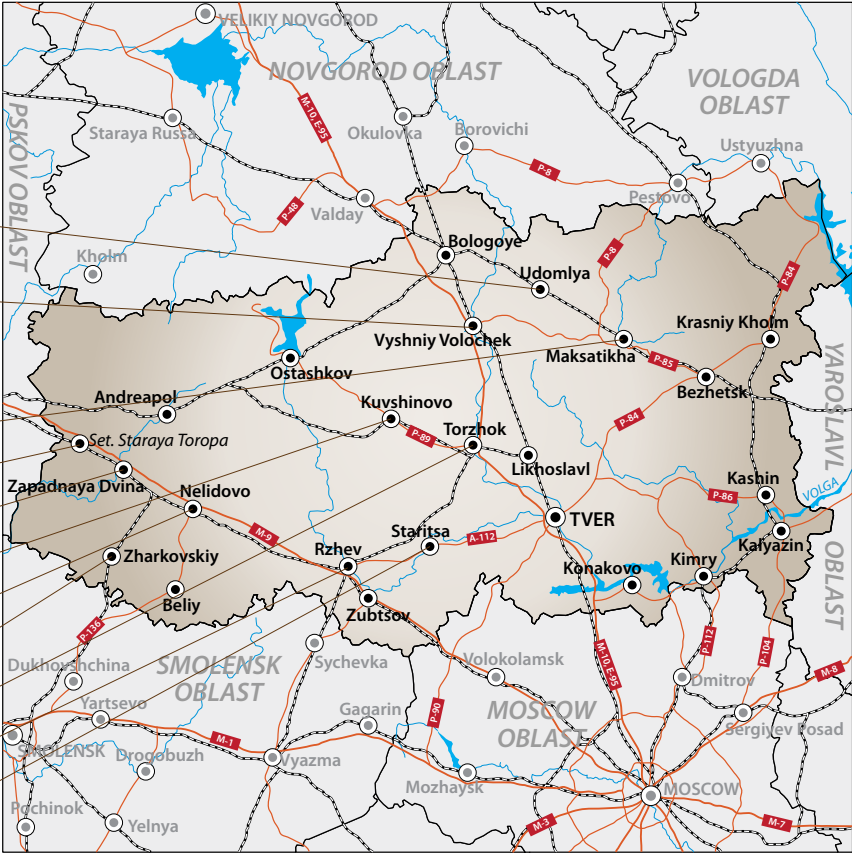 VELIKIY NOVGOROD
NOVGOROD OBLAST
VOLOGDA
OBLAST
PSKOV OBLAST
M-10, E-95
Staraya Russa
Okulovka
Borovichi
Ustyuzhna
P-8
Pestovo
Valday
P-48
Bologoye
P-8
Kholm
Udomlya
P-84
Krasniy Kholm
Vyshniy Volochek
Maksatikha
P-85
YAROSLAVL
OBLAST
Ostashkov
Bezhetsk
Andreapol
Kuvshinovo
P-89
Torzhok
P-84
Set. Staraya Toropa
Likhoslavl
Zapadnaya Dvina
Nelidovo
Kashin
P-86
VOLGA
TVER
M-9
Staritsa
A-112
Kalyazin
Zharkovskiy
Rzhev
Konakovo
Kimry
Beliy
Zubtsov
P-136
P-112
P-104
Dukhovshchina
SMOLENSK
OBLAST
Sychevka
Volokolamsk
M-10, E-95
Dmitrov
M-8
Yartsevo
Gagarin
P-90
MOSCOW
OBLAST
Sergiyev Posad
M-1
SMOLENSK
Drogobuzh
Vyazma
Mozhaysk
MOSCOW
Pochinok
Yelnya
M-3
M-7